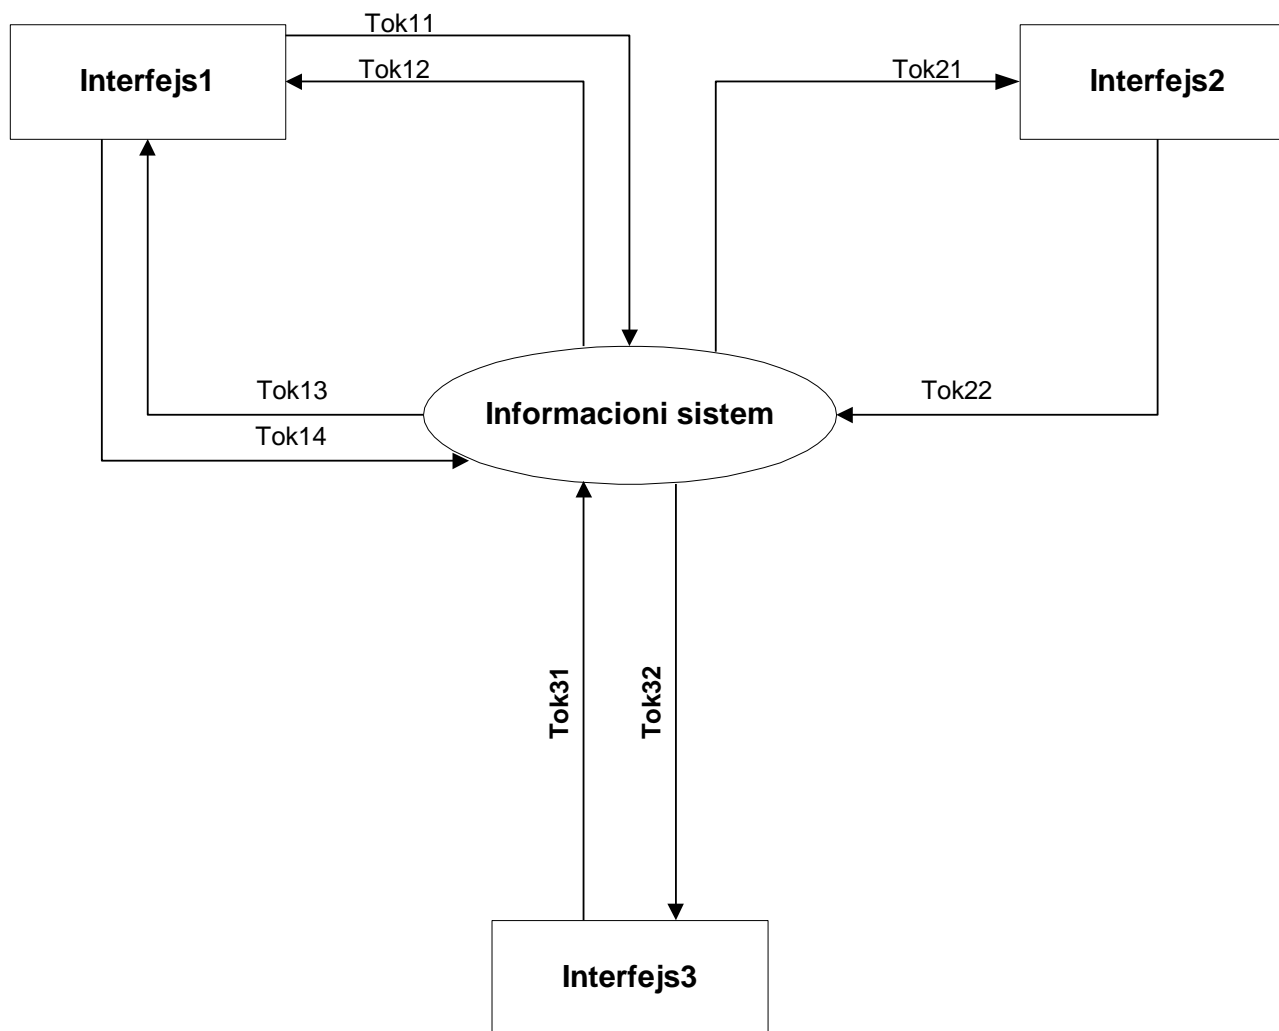 Tok11
Interfejs1
Tok12
Tok21
Interfejs2
Tok13
Tok14
Informacioni sistem
Tok22
Tok31
Tok32
Interfejs3